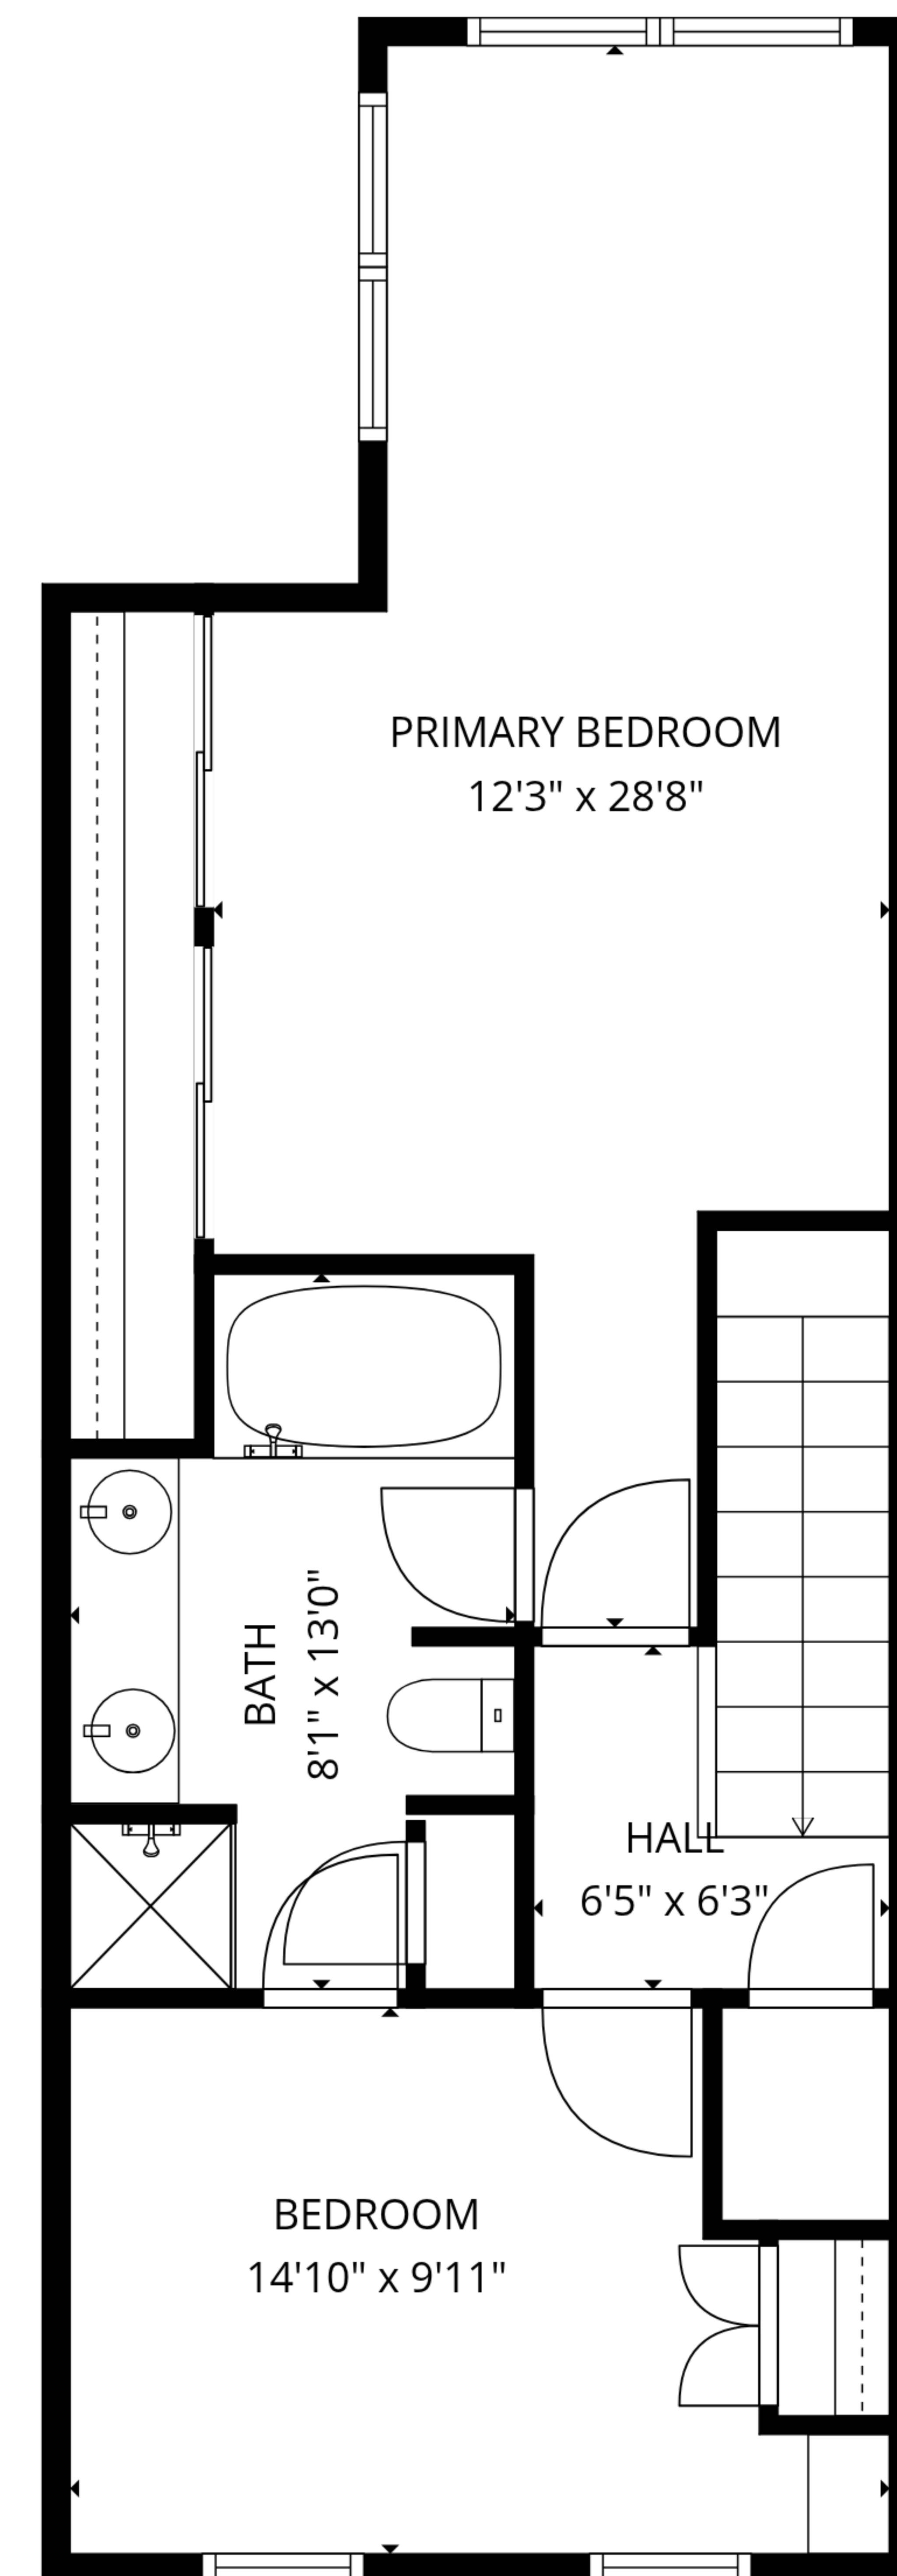 PRIMARY BEDROOM
12'3" x 28'8"
BATH
8'1" x 13'0"
HALL
6'5" x 6'3"
BEDROOM
14'10" x 9'11"